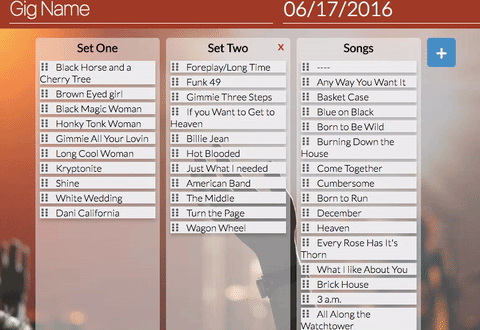 Gig Name
06/17/2016
Set One
Black Horse and a
Cherry Tree
Brown Eyed girl
Black Magic Woman
Honky Tonk Woman
Gimmie All Your Lovin
Long Cool Woman
Kryptonite
Shine
White Wedding
Dani California
Set Two
x
Foreplay/Long Time
Funk 49
Gimmie Three Steps
If you Want to Get to
Heaven
Billie Jean
Hot Blooded
Just What I needed
American Band
The Middle
Turn the Page
Wagon Wheel
Songs
----
Any Way You Want It
Basket Case
Blue on Black
Born to Be Wild
Burning Down the
House
Come Together
Cumbersome
Born to Run
December
Heaven
Every Rose Has It's
Thorn
What I like About You
Brick House
3 a.m.
All Along the
Watchtower
+